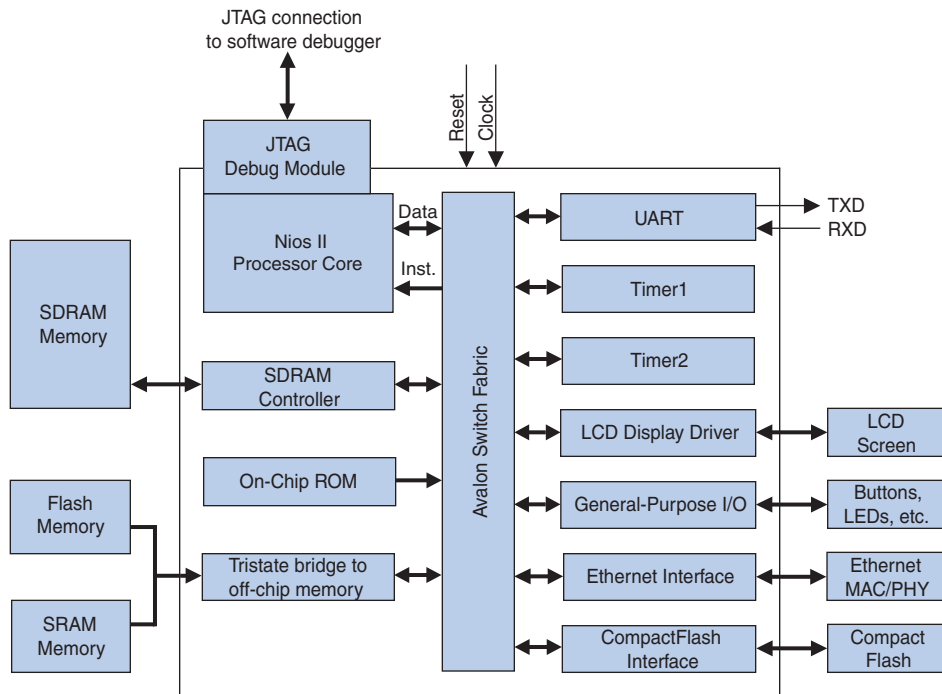 JTAG connection
to software debugger
Reset
Clock
JTAG
Debug Module
Nios II
Processor Core
Data
Inst.
Avalon Switch Fabric
UART
TXD
RXD
Timer1
Timer2
SDRAM
Memory
SDRAM
Controller
LCD Display Driver
LCD
Screen
On-Chip ROM
General-Purpose I/O
Buttons,
LEDs, etc.
Flash
Memory
SRAM
Memory
Tristate bridge to
off-chip memory
Ethernet Interface
Ethernet
MAC/PHY
CompactFlash
Interface
Compact
Flash